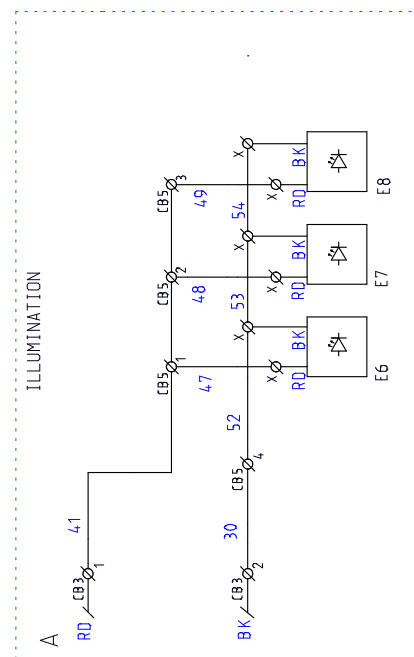 ILLUMINATION
A
RD
CB3
1
41
CB5
1
CB5
2
CB5
3
47
48
49
BK
CB3
2
30
CB5
4
52
53
54
X
X
X
X
X
X
RD
BK
E6
RD
BK
E7
RD
BK
E8